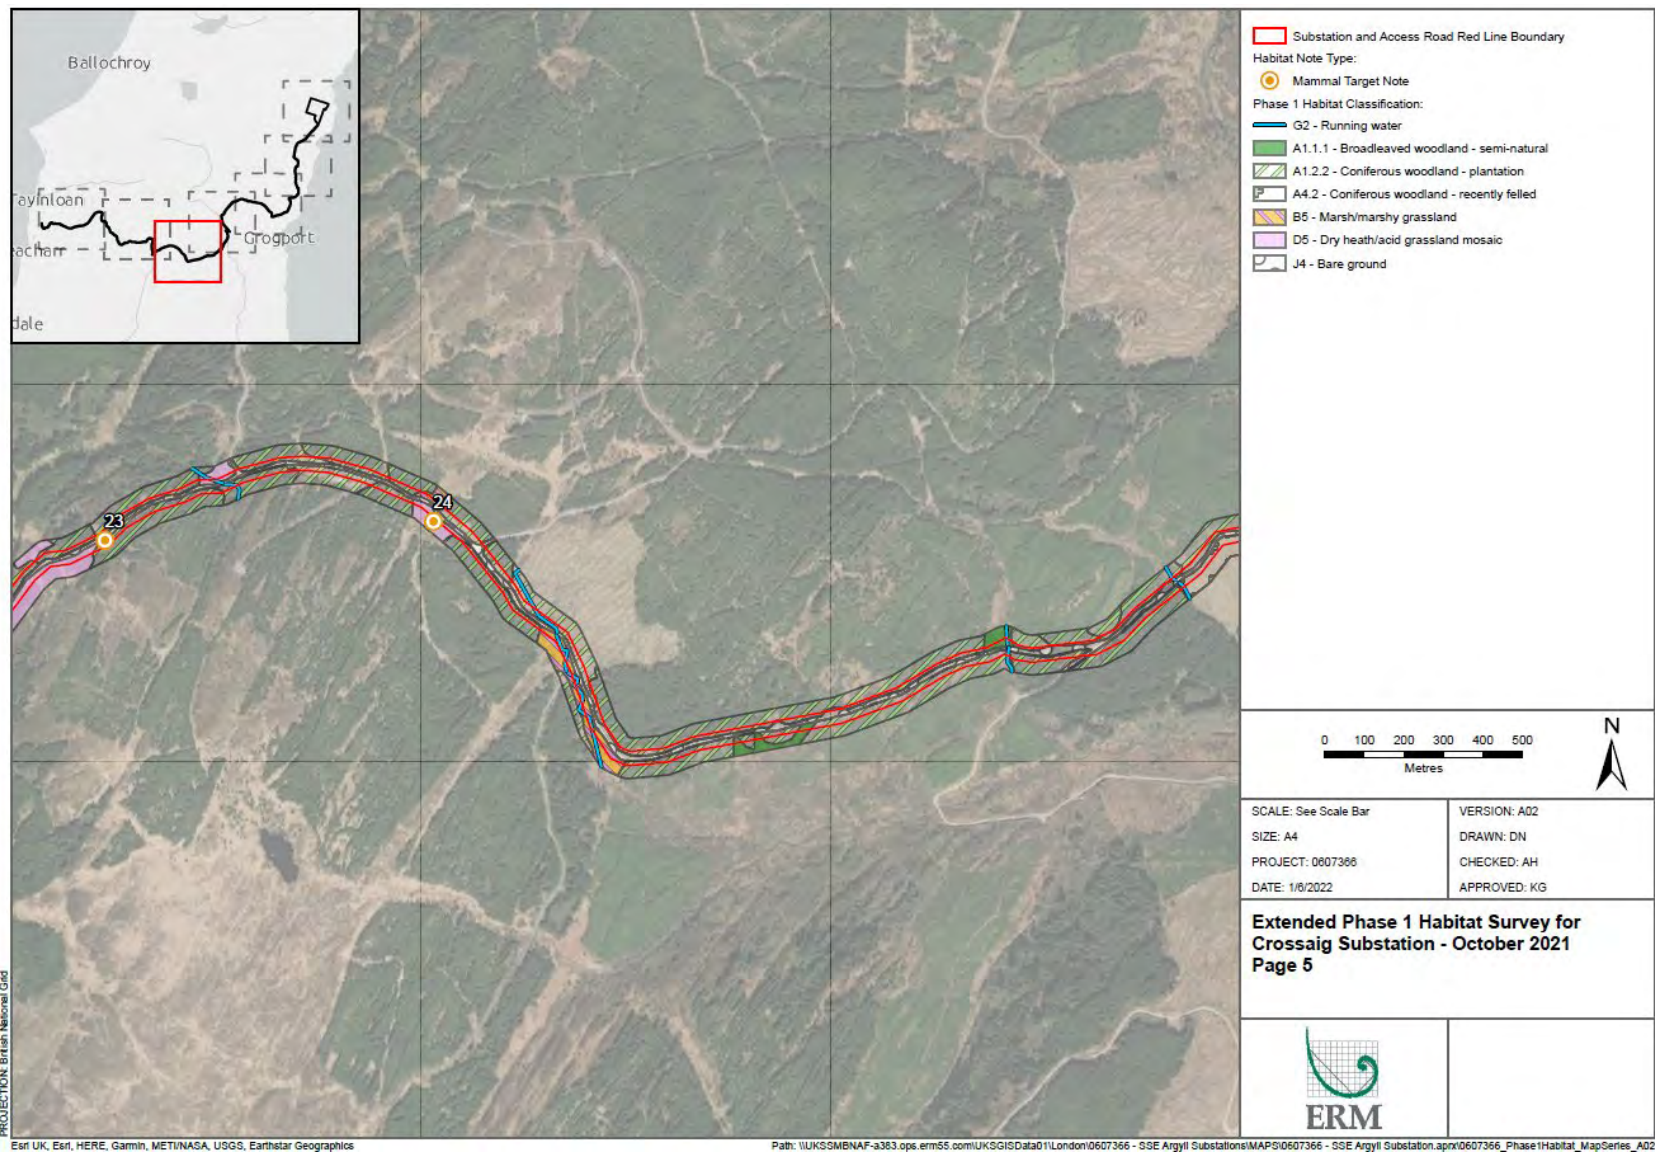 Ballochroy
Tayinloan
eacharr
Grogport
dale
23
24
Substation and Access Road Red Line Boundary
Habitat Note Type:
Mammal Target Note
Phase 1 Habitat Classification:
G2 - Running water
A1.1.1 - Broadleaved woodland - semi-natural
A1.2.2 - Coniferous woodland - plantation
A4.2 - Coniferous woodland - recently felled
B5 - Marsh/marshy grassland
D5 - Dry heath/acid grassland mosaic
J4 - Bare ground
0 100 200 300 400 500
Metres
N
SCALE: See Scale Bar
VERSION: A02
SIZE: A4
DRAWN: DN
PROJECT: 0607366
CHECKED: AH
DATE: 1/6/2022
APPROVED: KG
Extended Phase 1 Habitat Survey for
Crossaig Substation - October 2021
Page 5
ERM
PROJECTION: British National Grid
Esri UK, Esri, HERE, Garmin, METI/NASA, USGS, Earthstar Geographics
Path: \\UKSSMBNAF-a383.ops.erm55.com\UKSGISData01\London\0607366 - SSE Argyll Substations\MAPS\0607366 - SSE Argyll Substation.aprx\0607366_Phase1Habitat_MapSeries_A02